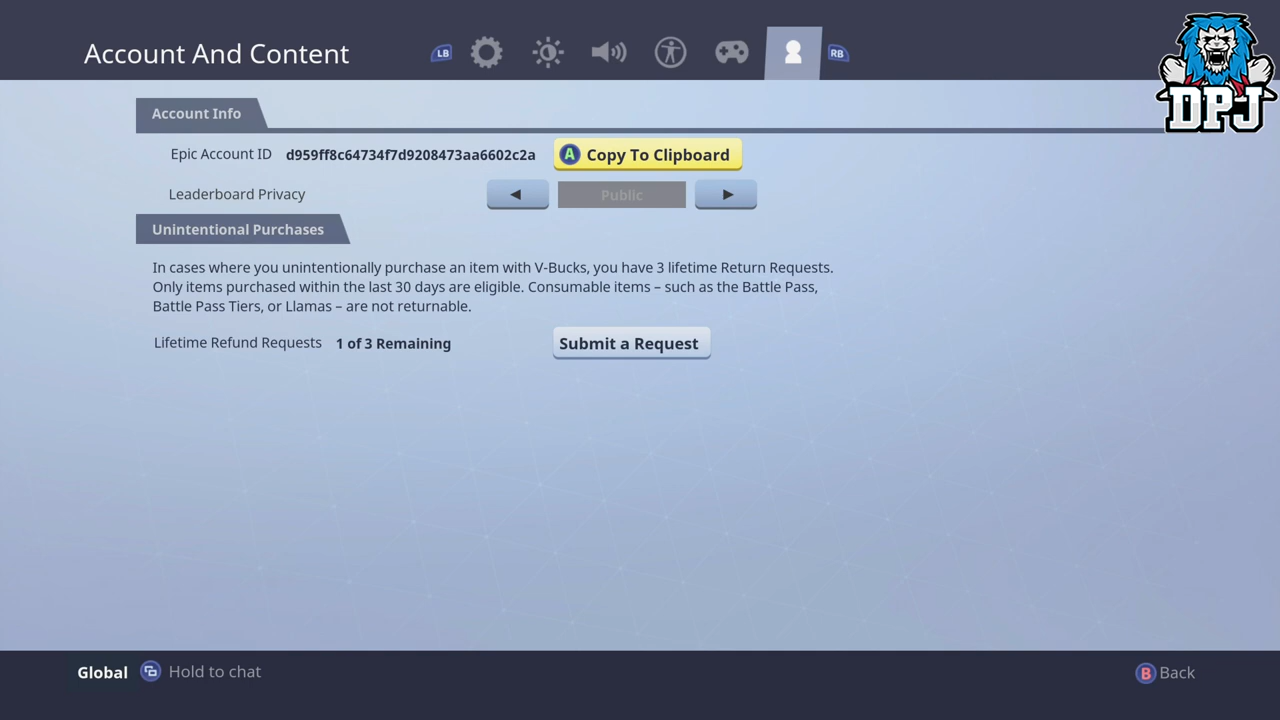 Account And Content
LB
RB
DPJ
Account Info
Epic Account ID d959ff8c64734f7d9208473aa6602c2a A Copy To Clipboard
Leaderboard Privacy Public
Unintentional Purchases
In cases where you unintentionally purchase an item with V-Bucks, you have 3 lifetime Return Requests.
Only items purchased within the last 30 days are eligible. Consumable items – such as the Battle Pass,
Battle Pass Tiers, or Llamas – are not returnable.
Lifetime Refund Requests 1 of 3 Remaining Submit a Request
Global Hold to chat
B Back